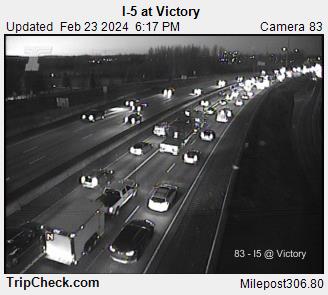 I-5 at Victory
Updated Feb 23 2024 6:17 PM Camera 83
N
83 - I5 @ Victory
TripCheck.com Milepost306.80